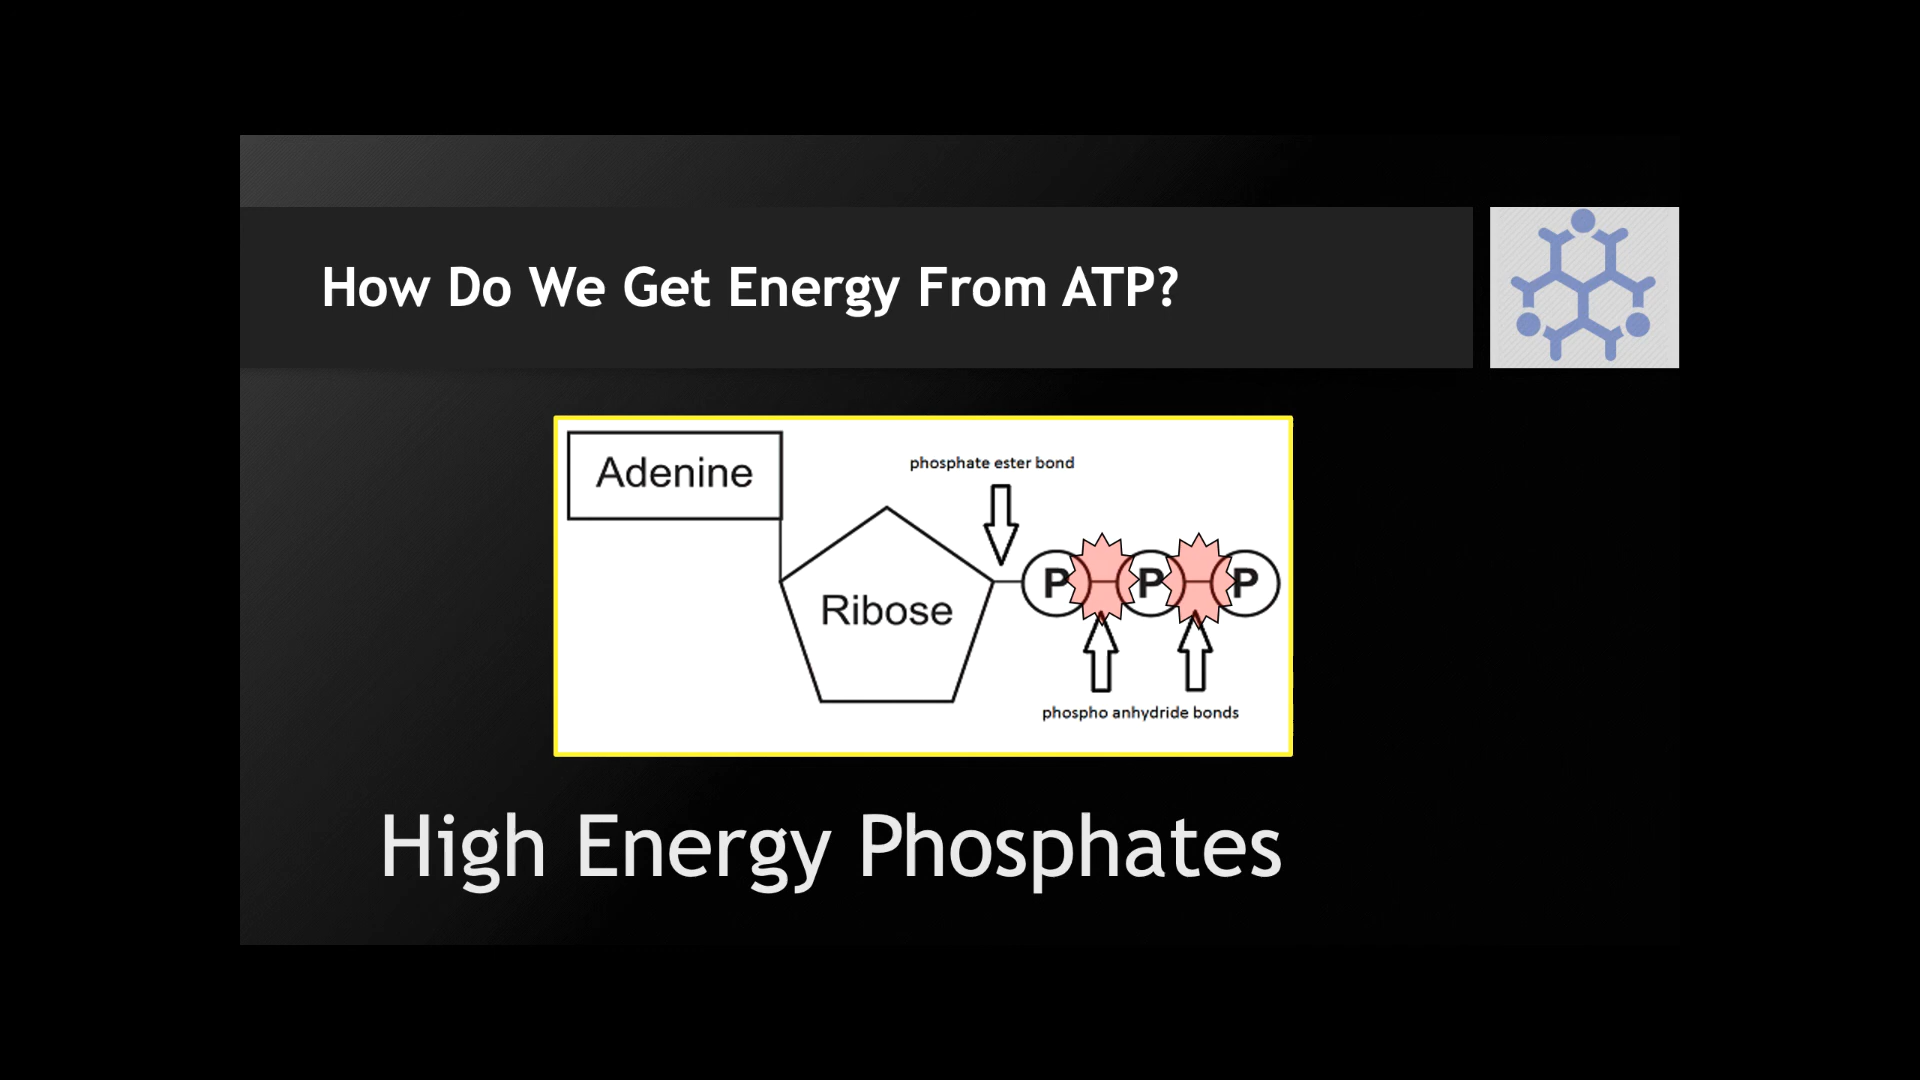 How Do We Get Energy From ATP?
Adenine
phosphate ester bond
Ribose
P P P
phospho anhydride bonds
High Energy Phosphates